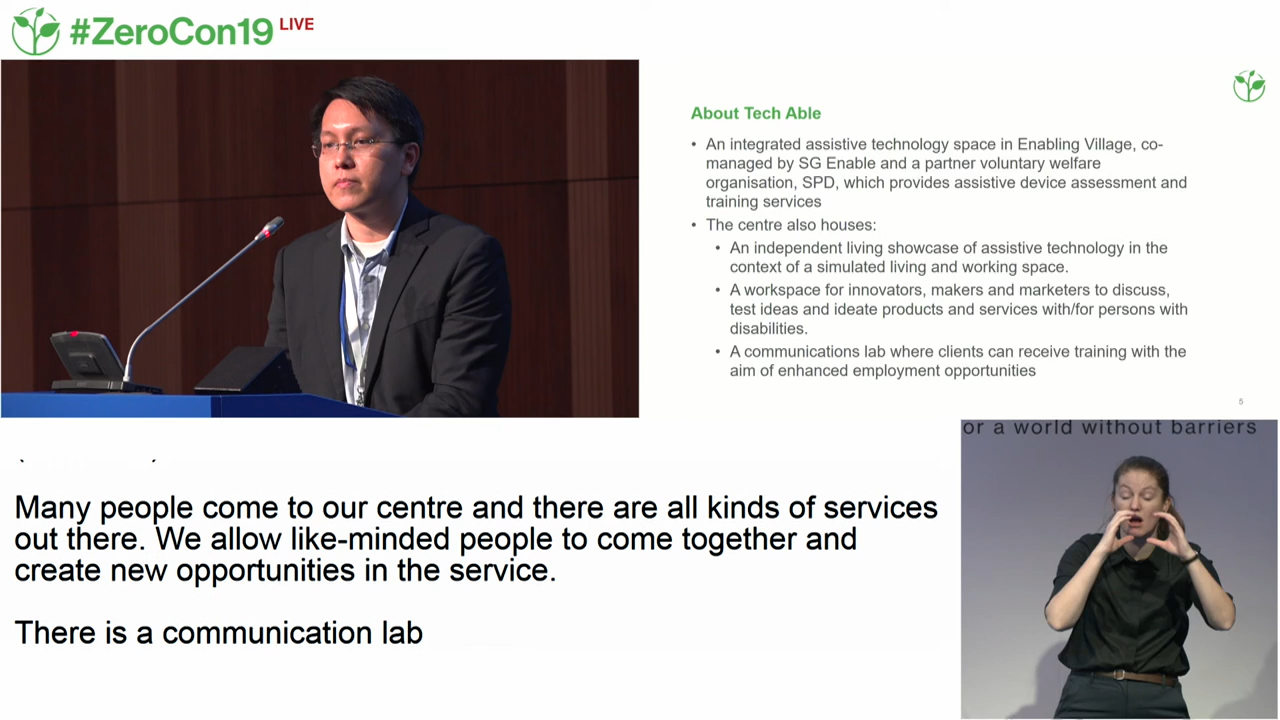 #ZeroCon19 LIVE
About Tech Able
• An integrated assistive technology space in Enabling Village, co-
managed by SG Enable and a partner voluntary welfare
organisation, SPD, which provides assistive device assessment and
training services
• The centre also houses:
• An independent living showcase of assistive technology in the
context of a simulated living and working space.
• A workspace for innovators, makers and marketers to discuss,
test ideas and ideate products and services with/for persons with
disabilities.
• A communications lab where clients can receive training with the
aim of enhanced employment opportunities
5
or a world without barriers
Many people come to our centre and there are all kinds of services
out there. We allow like-minded people to come together and
create new opportunities in the service.
There is a communication lab